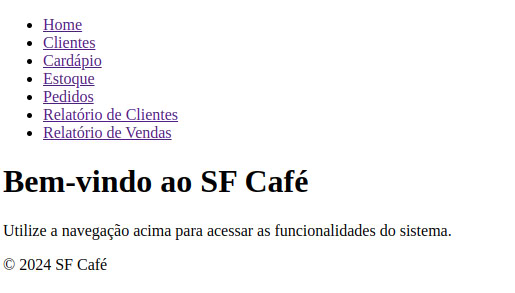 Home
Clientes
Cardápio
Estoque
Pedidos
Relatório de Clientes
Relatório de Vendas
Bem-vindo ao SF Café
Utilize a navegação acima para acessar as funcionalidades do sistema.
© 2024 SF Café